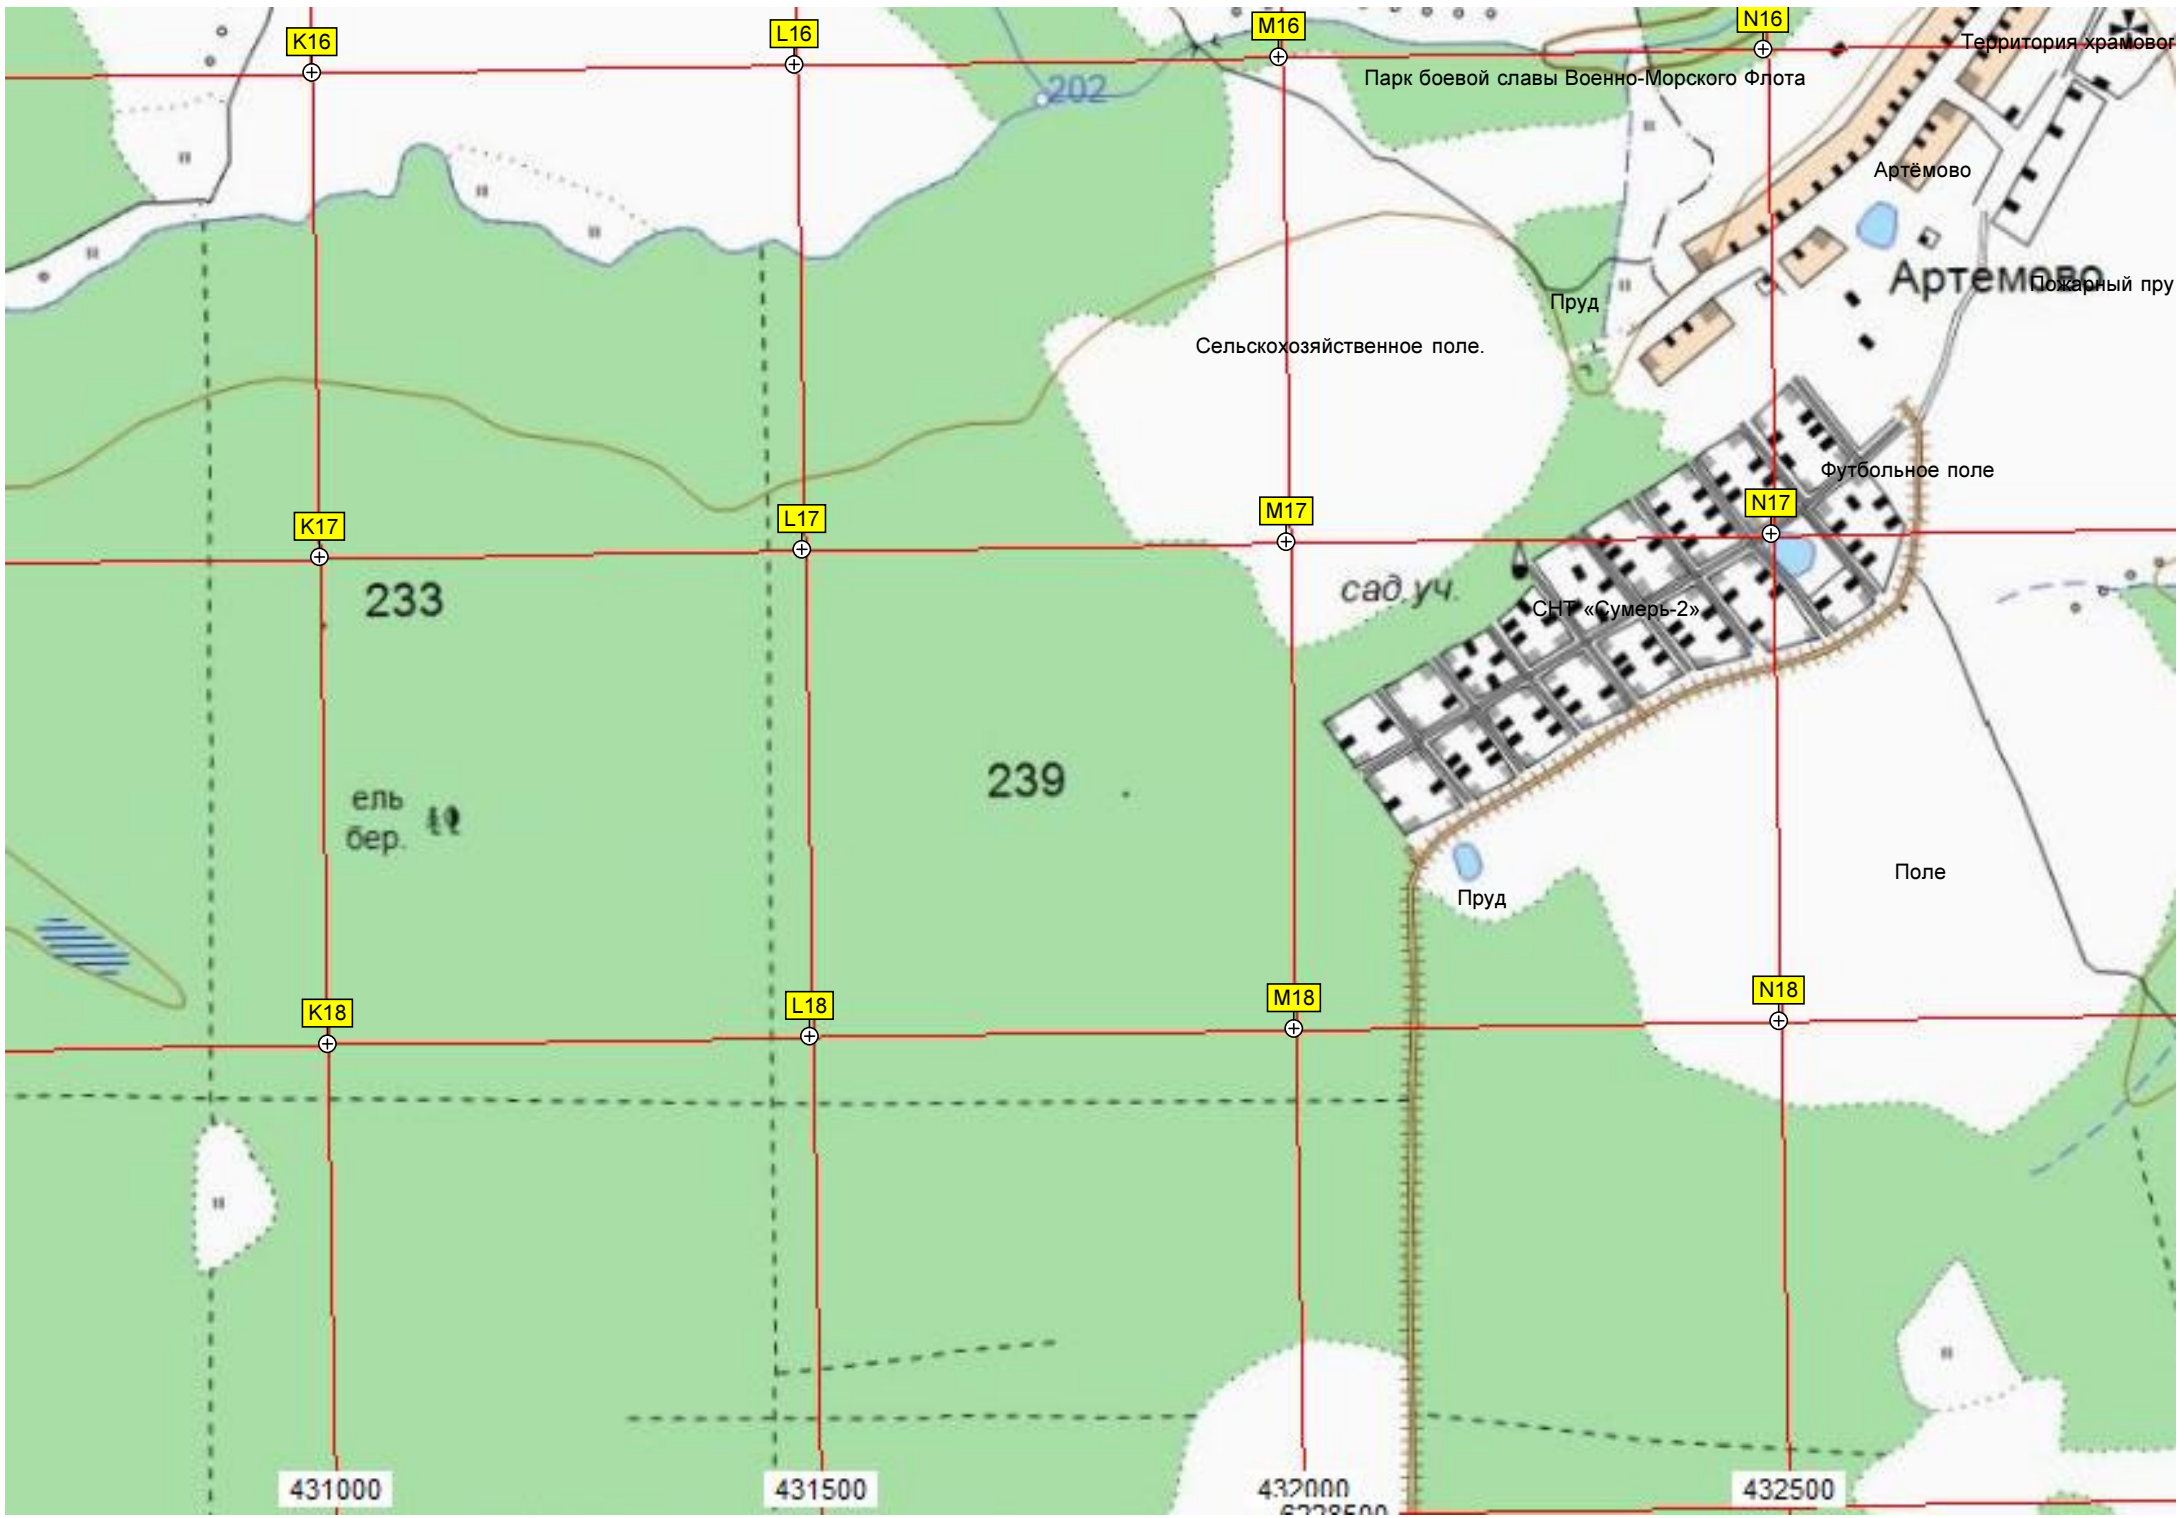 K16
L16
M16
N16
Территория храмовог
202
Парк боевой славы Военно-Морского Флота
Артёмово
Артемово
Пожарный пру
Пруд
Сельскохозяйственное поле.
Футбольное поле
K17
L17
M17
N17
233
сад.уч.
СНТ «Сумерь-2»
239
ель
бер.
Поле
Пруд
K18
L18
M18
N18
431000
431500
432000
432500
6228500